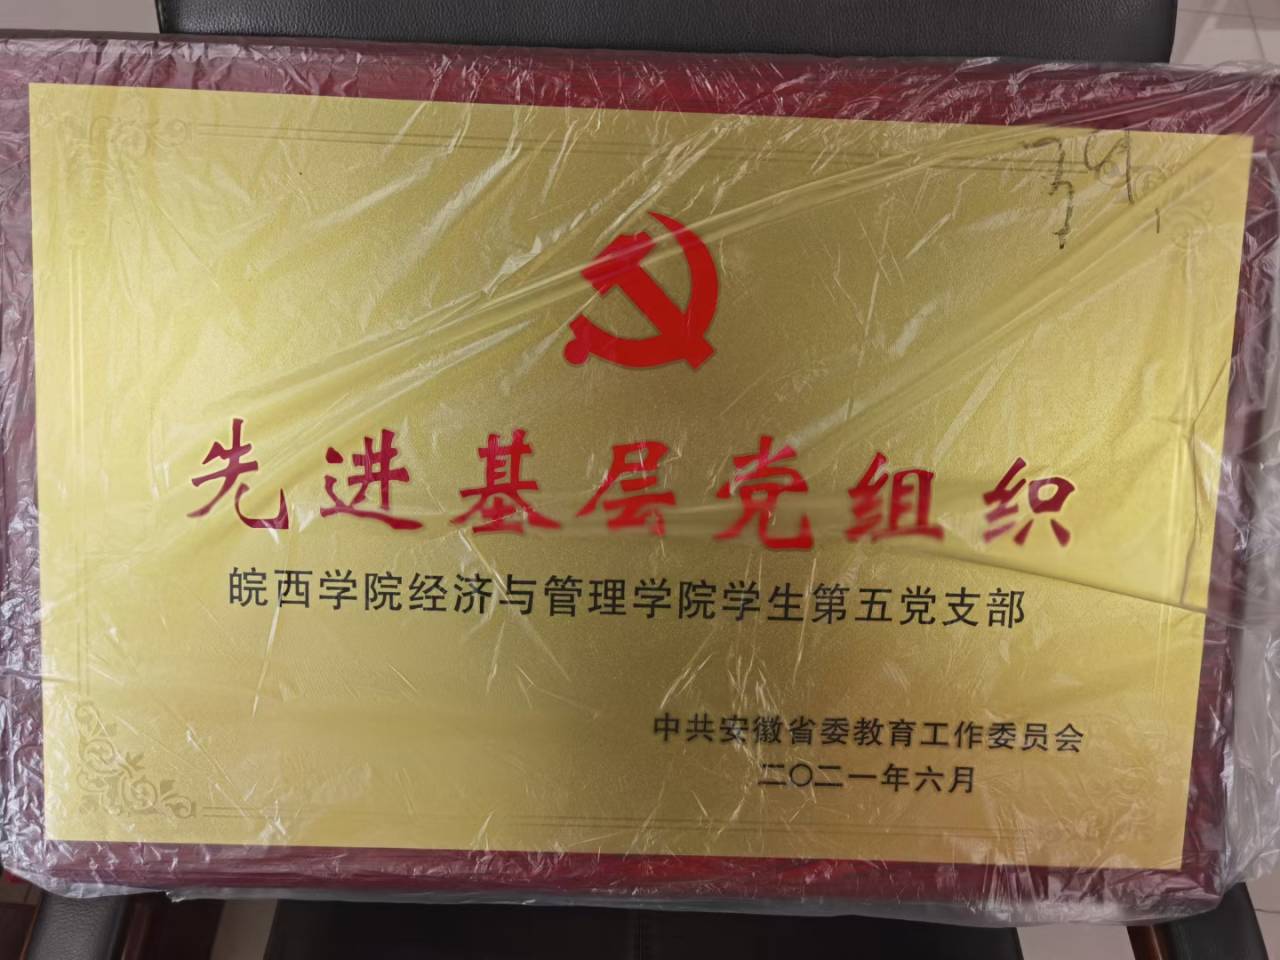 先进基层党组织
皖西学院经济与管理学院学生第五党支部
中共安徽省委教育工作委员会
二〇二一年六月